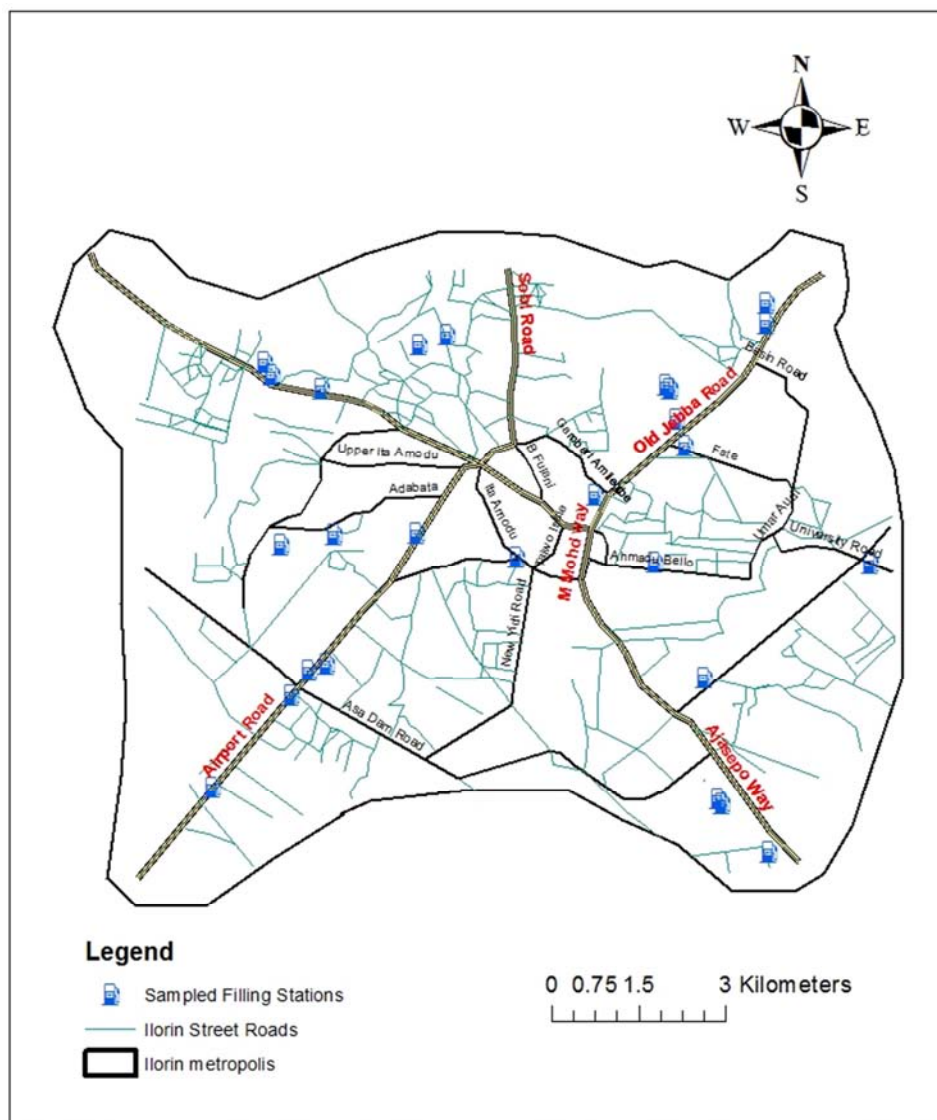 N
W E
S
Sobi Road
Besh Road
Old Jebba Road
Gambari
B Fulani
Fate
Upper Ita Amodu
Adabata
Ita Amodu
M Mohd way
Umar Audi
University Road
Ahmadu Bello
New Yidi Road
Asa Dam Road
Airport Road
Ajasepo Way
Legend
Sampled Filling Stations
Ilorin Street Roads
Ilorin metropolis
0 0.75 1.5 3 Kilometers